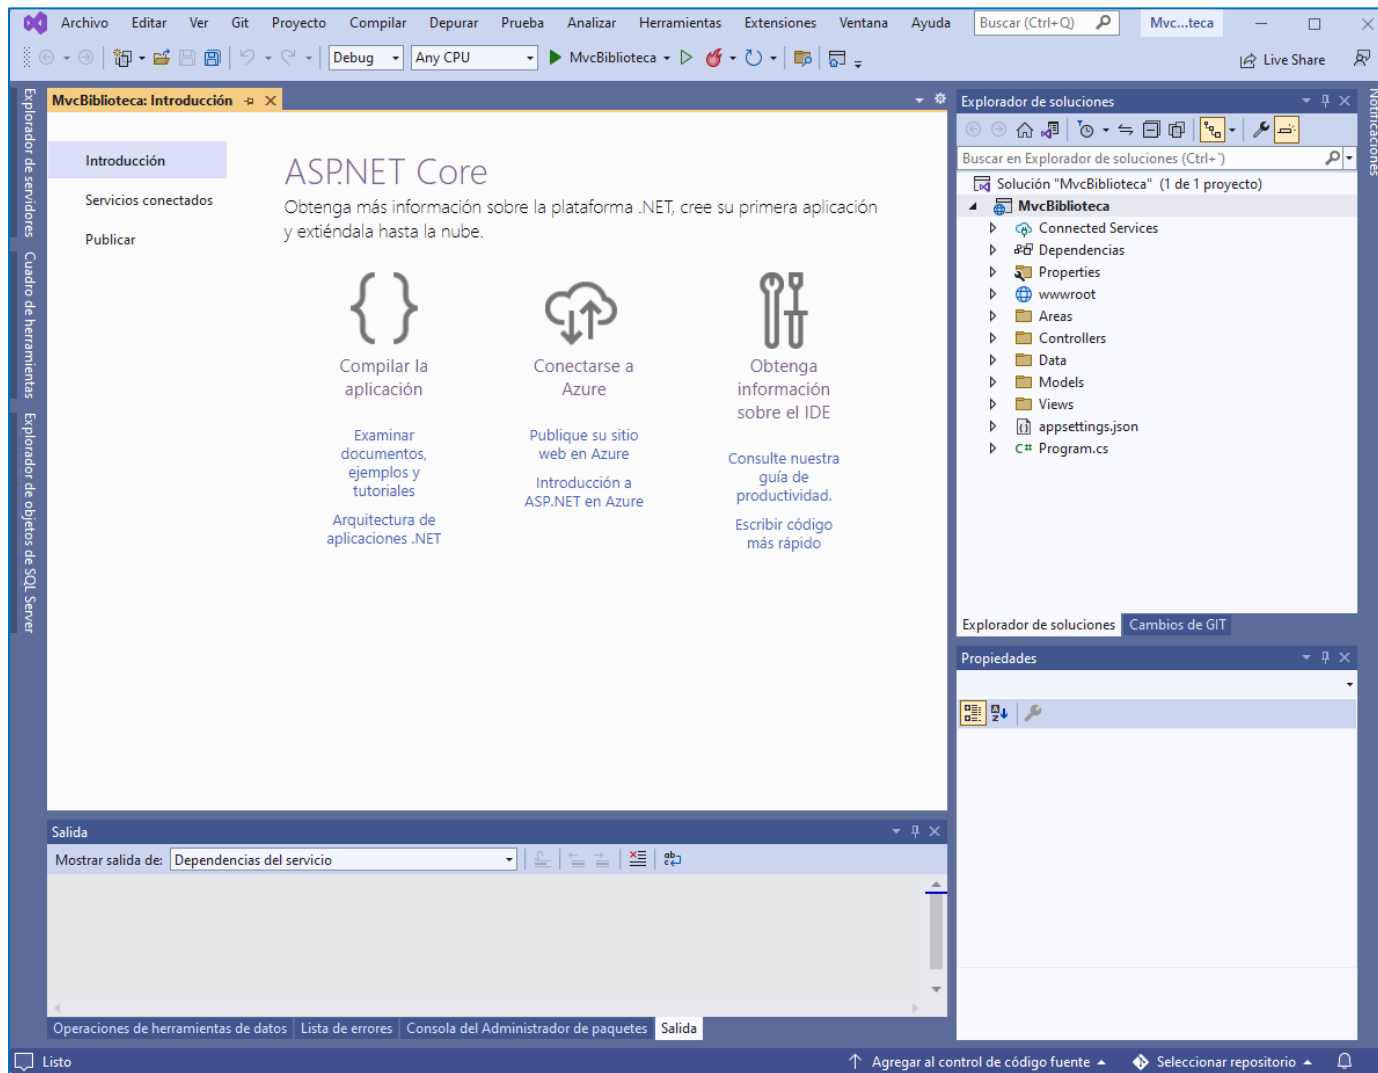 Archivo Editar Ver Git Proyecto Compilar Depurar Prueba Analizar Herramientas Extensiones Ventana Ayuda Buscar (Ctrl+Q) Mvc...teca
Debug Any CPU MvcBiblioteca Live Share
Explorador de servidores
Cuadro de herramientas
Explorador de objetos de SQL Server
MvcBiblioteca: Introducción
Introducción
Servicios conectados
Publicar
ASP.NET Core
Obtenga más información sobre la plataforma .NET, cree su primera aplicación
y extiéndala hasta la nube.
Compilar la
aplicación
Examinar
documentos,
ejemplos y
tutoriales
Arquitectura de
aplicaciones .NET
Conectarse a
Azure
Publique su sitio
web en Azure
Introducción a
ASP.NET en Azure
Obtenga
información
sobre el IDE
Consulte nuestra
guía de
productividad.
Escribir código
más rápido
Explorador de soluciones
Buscar en Explorador de soluciones (Ctrl+`)
Solución "MvcBiblioteca" (1 de 1 proyecto)
MvcBiblioteca
Connected Services
Dependencias
Properties
wwwroot
Areas
Controllers
Data
Models
Views
appsettings.json
C# Program.cs
Explorador de soluciones Cambios de GIT
Propiedades
Notificaciones
Salida
Mostrar salida de: Dependencias del servicio
Operaciones de herramientas de datos Lista de errores Consola del Administrador de paquetes Salida
Listo Agregar al control de código fuente Seleccionar repositorio